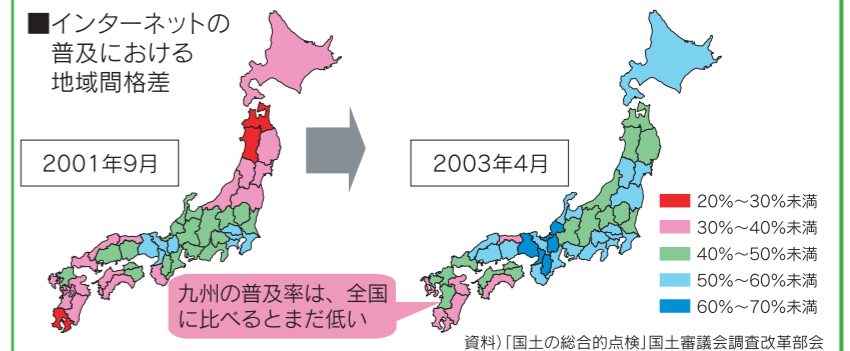 ■インターネットの
普及における
地域間格差
2001年9月
2003年4月
20%～30%未満
30%～40%未満
40%～50%未満
50%～60%未満
60%～70%未満
九州の普及率は、全国
に比べるとまだ低い
資料）「国土の総合的点検」国土審議会調査改革部会